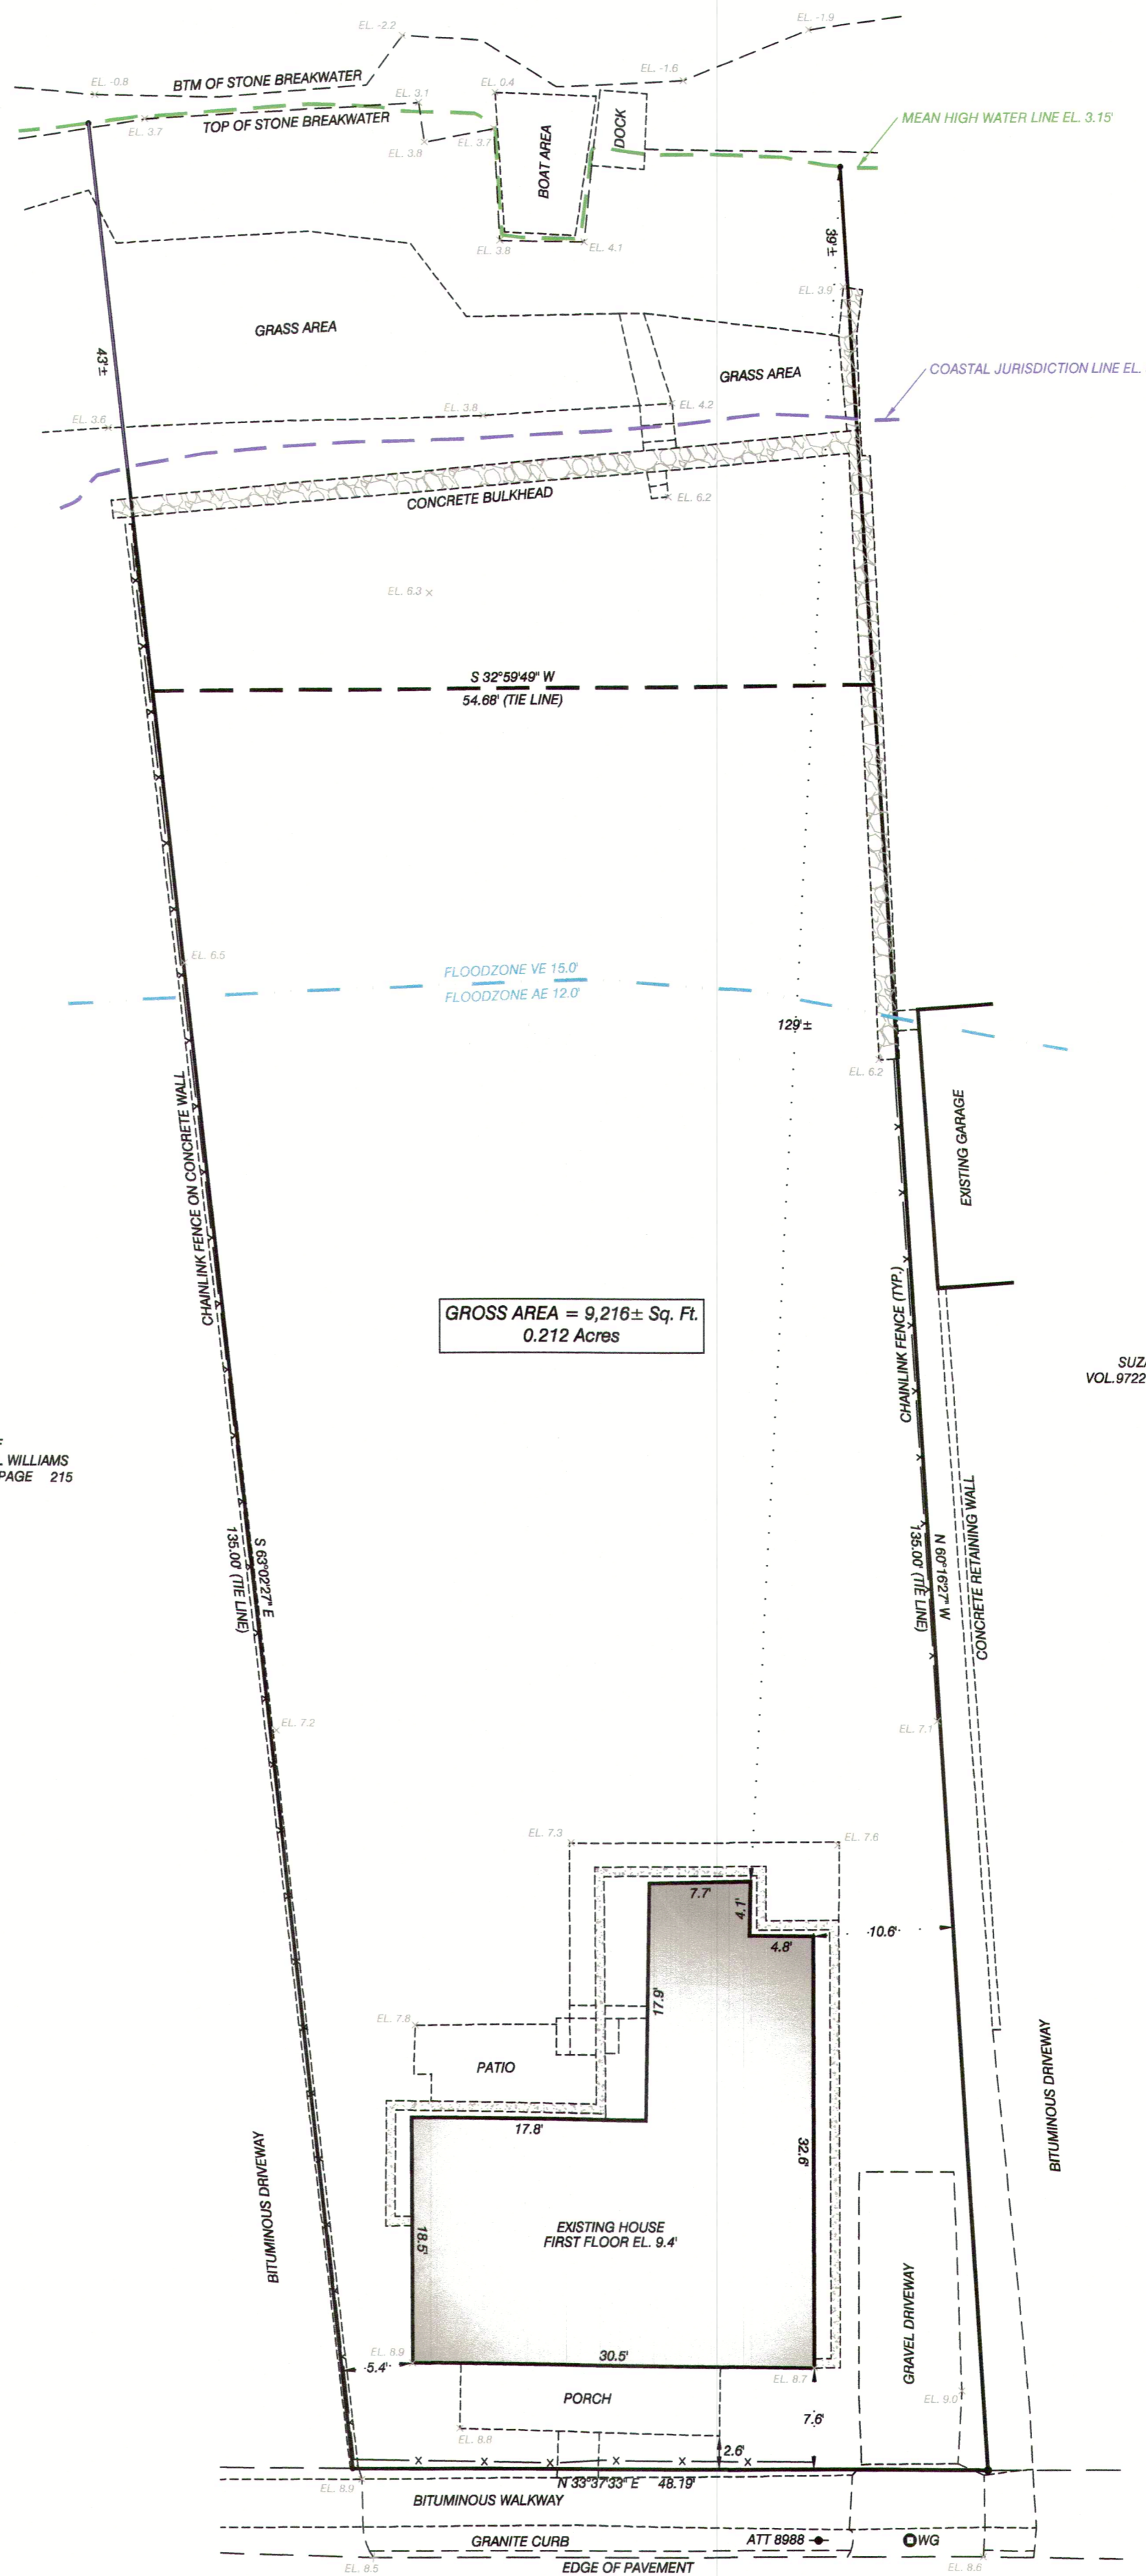 EL. -1.9
EL. -2.2
EL. -1.6
EL. -0.8
BTM OF STONE BREAKWATER
EL. 0.4
EL. 3.1
DOCK
MEAN HIGH WATER LINE EL. 3.15'
TOP OF STONE BREAKWATER
EL. 3.7
EL. 3.8
EL. 3.7
BOAT AREA
EL. 3.8
EL. 4.1
39'±
EL. 3.9
GRASS AREA
43'±
GRASS AREA
COASTAL JURISDICTION LINE EL.
EL. 3.6
EL. 3.8
EL. 4.2
CONCRETE BULKHEAD
EL. 6.2
EL. 6.3
S 32°59'49" W
54.68' (TIE LINE)
EL. 6.5
FLOODZONE VE 15.0'
FLOODZONE AE 12.0'
129'±
EL. 6.2
CHAINLINK FENCE ON CONCRETE WALL
EXISTING GARAGE
GROSS AREA = 9,216± Sq. Ft.
0.212 Acres
CHAINLINK FENCE (TYP.)
VOL.9722
WILLIAMS
PAGE 215
S 63°02'27" E
135.00' (TIE LINE)
N 60°16'27" W
135.00' (TIE LINE)
CONCRETE RETAINING WALL
EL. 7.2
EL. 7.1
EL. 7.3
EL. 7.6
7.7'
4.1'
4.8'
10.6'
17.9'
EL. 7.8
PATIO
17.8'
32.6'
BITUMINOUS DRIVEWAY
BITUMINOUS DRIVEWAY
18.5'
EXISTING HOUSE
FIRST FLOOR EL. 9.4'
GRAVEL DRIVEWAY
EL. 8.9
30.5'
5.4'
EL. 8.7
PORCH
EL. 9.0
7.6'
EL. 8.8
2.6'
N 33°37'33" E 48.19'
EL. 8.9
BITUMINOUS WALKWAY
GRANITE CURB
ATT 8988
WG
EL. 8.5
EDGE OF PAVEMENT
EL. 8.6